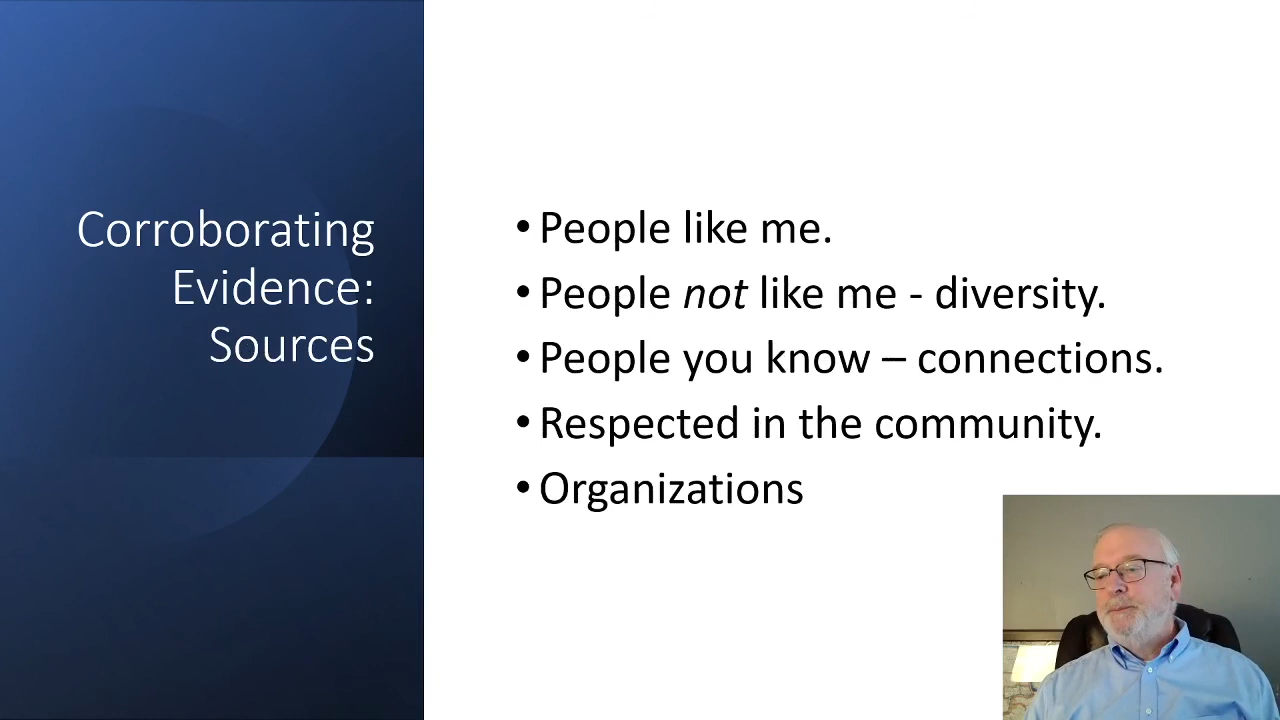 Corroborating
Evidence:
Sources
• People like me.
• People not like me - diversity.
• People you know – connections.
• Respected in the community.
• Organizations